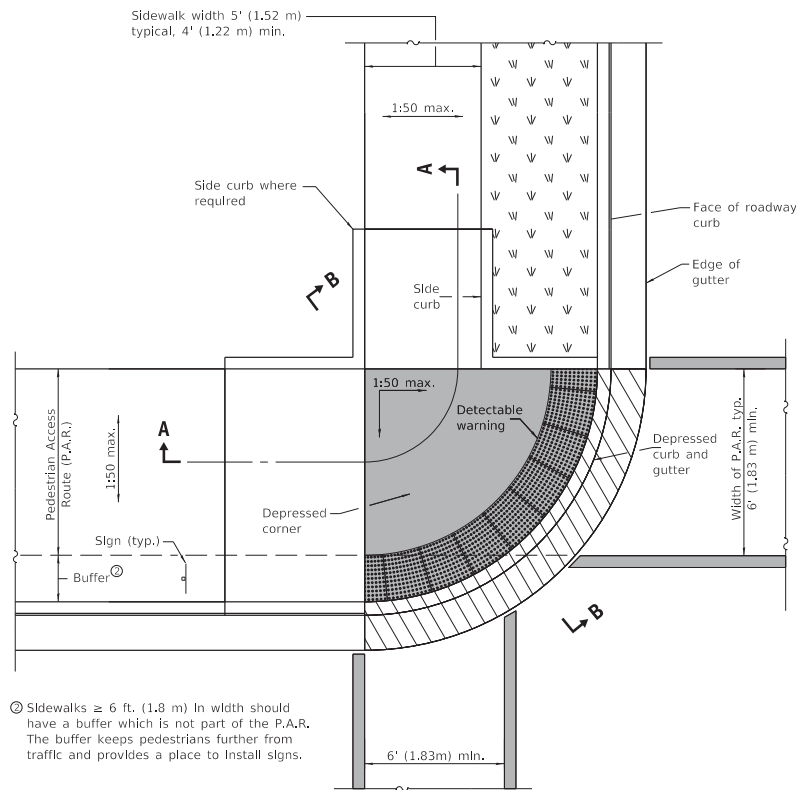 Sidewalk width 5' (1.52 m)
typical, 4' (1.22 m) min.
1:50 max.
A
Side curb where
required
B
Side
curb
Face of roadway
curb
Edge of
gutter
1:50 max.
Detectable
warning
Depressed
curb and
gutter
Width of P.A.R. typ.
6' (1.83 m) min.
Pedestrian Access
Route (P.A.R.)
1:50 max.
A
Depressed
corner
Sign (typ.)
Buffer ②
B
② Sidewalks ≥ 6 ft. (1.8 m) in width should
have a buffer which is not part of the P.A.R.
The buffer keeps pedestrians further from
traffic and provides a place to install signs.
6' (1.83m) min.